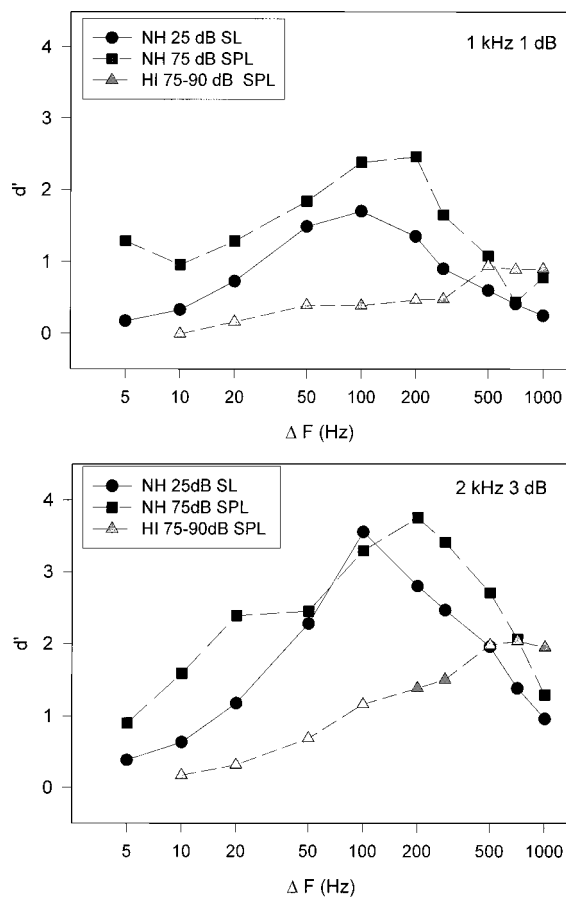 NH 25 dB SL
NH 75 dB SPL
HI 75-90 dB SPL
1 kHz 1 dB
4
3
2
1
0
d'
5 10 20 50 100 200 500 1000
Δ F (Hz)
NH 25dB SL
NH 75dB SPL
HI 75-90dB SPL
2 kHz 3 dB
4
3
2
1
0
d'
5 10 20 50 100 200 500 1000
Δ F (Hz)